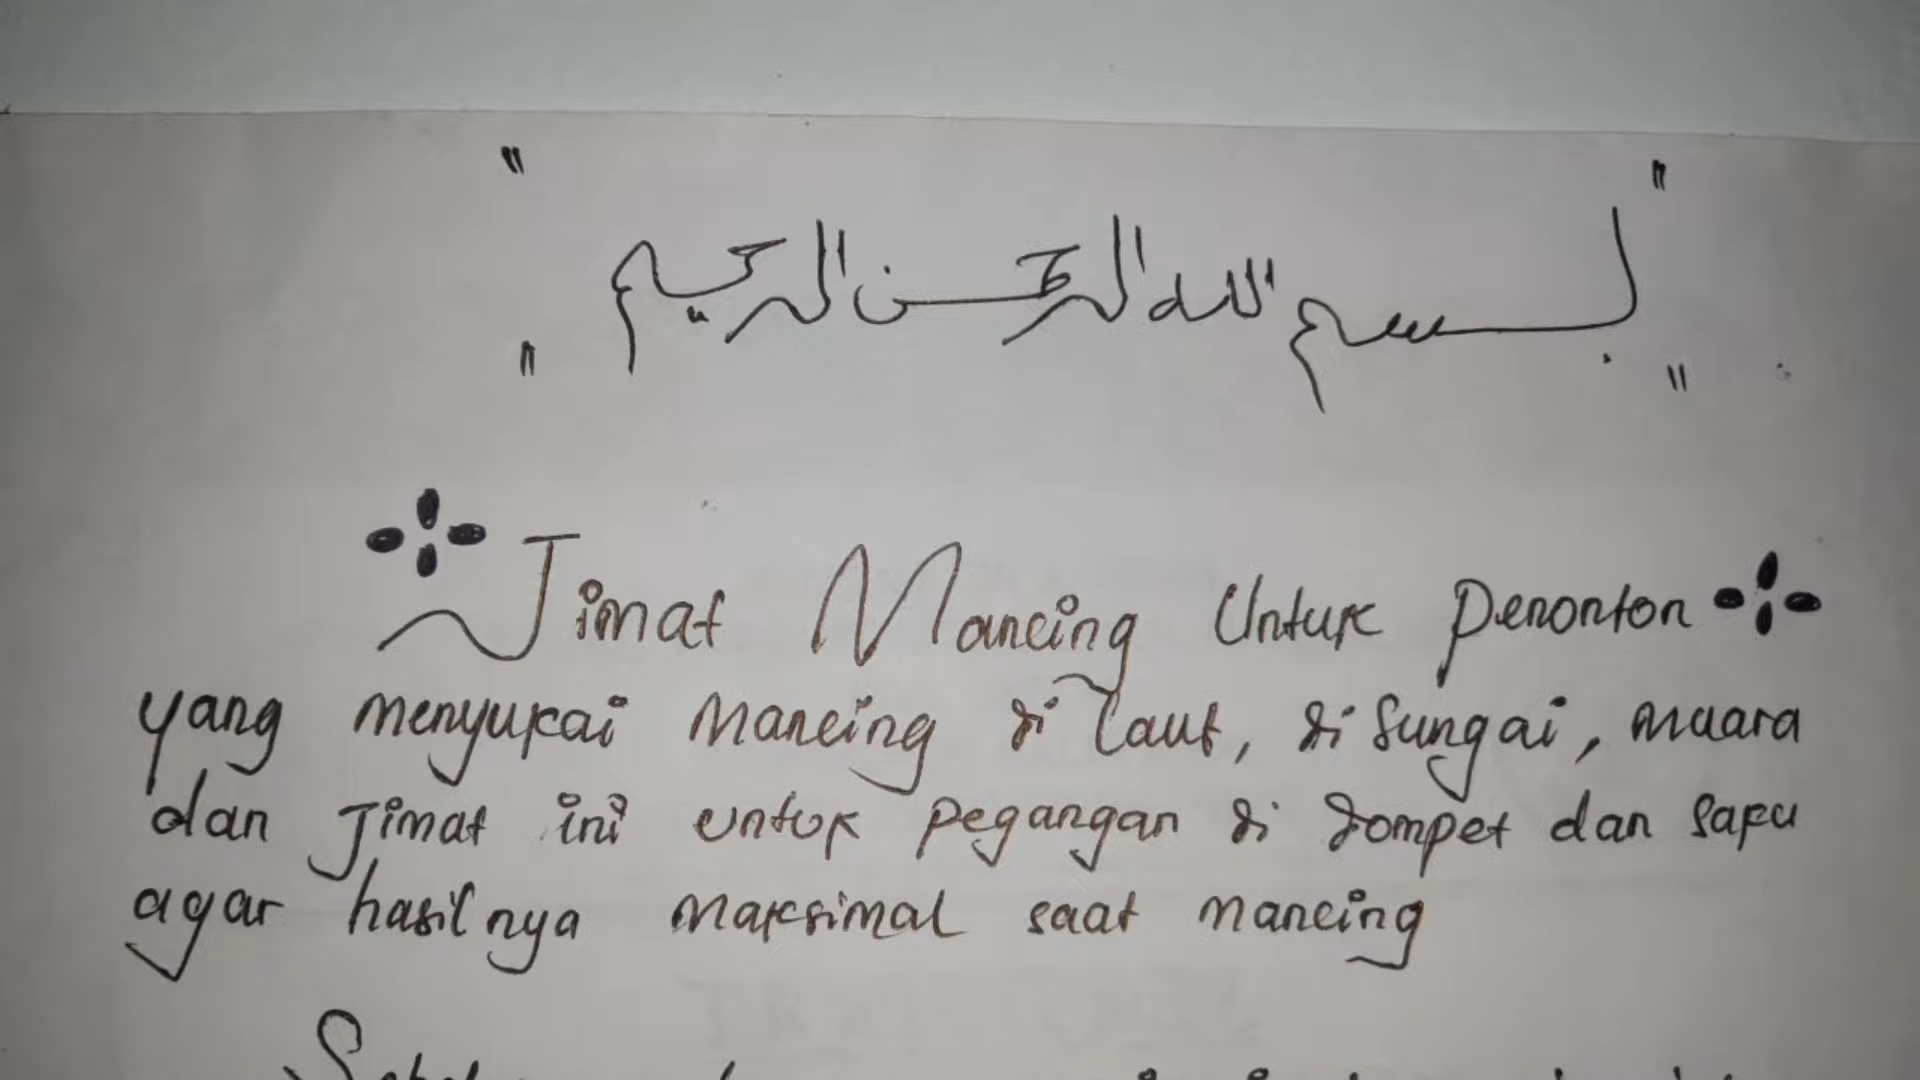 " بسم الله الرحمن الرحيم "
Jimat Mancing Untuk Penonton
yang menyukai Mancing di laut, di sungai, muara
dan Jimat ini untuk pegangan di dompet dan saku
agar hasilnya maksimal saat mancing